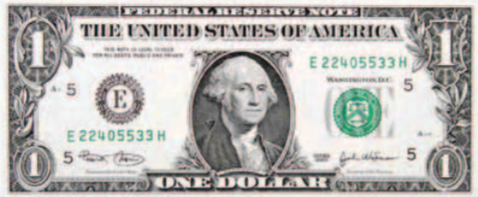 FEDERAL RESERVE NOTE
THE UNITED STATES OF AMERICA
1
1
E 22405533 H
WASHINGTON, D.C.
5
5
E
E 22405533 H
5
5
1
1
ONE DOLLAR